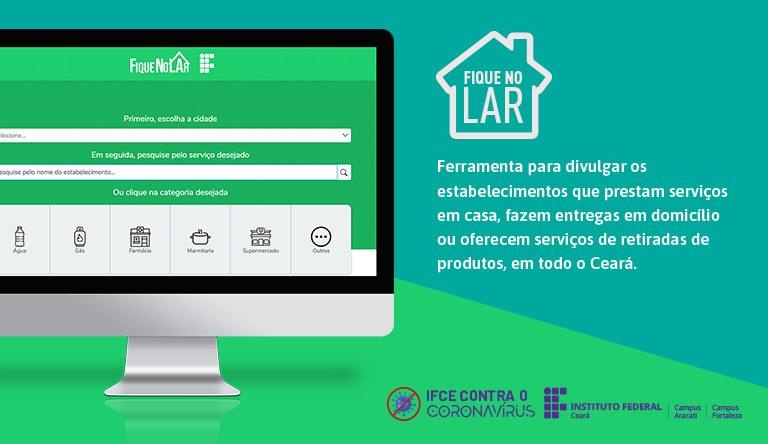 FIQUE NO LAR
Primeiro, escolha a cidade
elecione...
Em seguida, pesquise pelo serviço desejado
esquise pelo nome do estabelecimento...
Ou clique na categoria desejada
Água
Gás
Farmácia
Marmitaria
Supermercado
Outros
FIQUE NO
LAR
Ferramenta para divulgar os
estabelecimentos que prestam serviços
em casa, fazem entregas em domicílio
ou oferecem serviços de retiradas de
produtos, em todo o Ceará.
IFCE CONTRA O
CORONAVÍRUS
INSTITUTO FEDERAL
Ceará
Campus
Aracati
Campus
Fortaleza